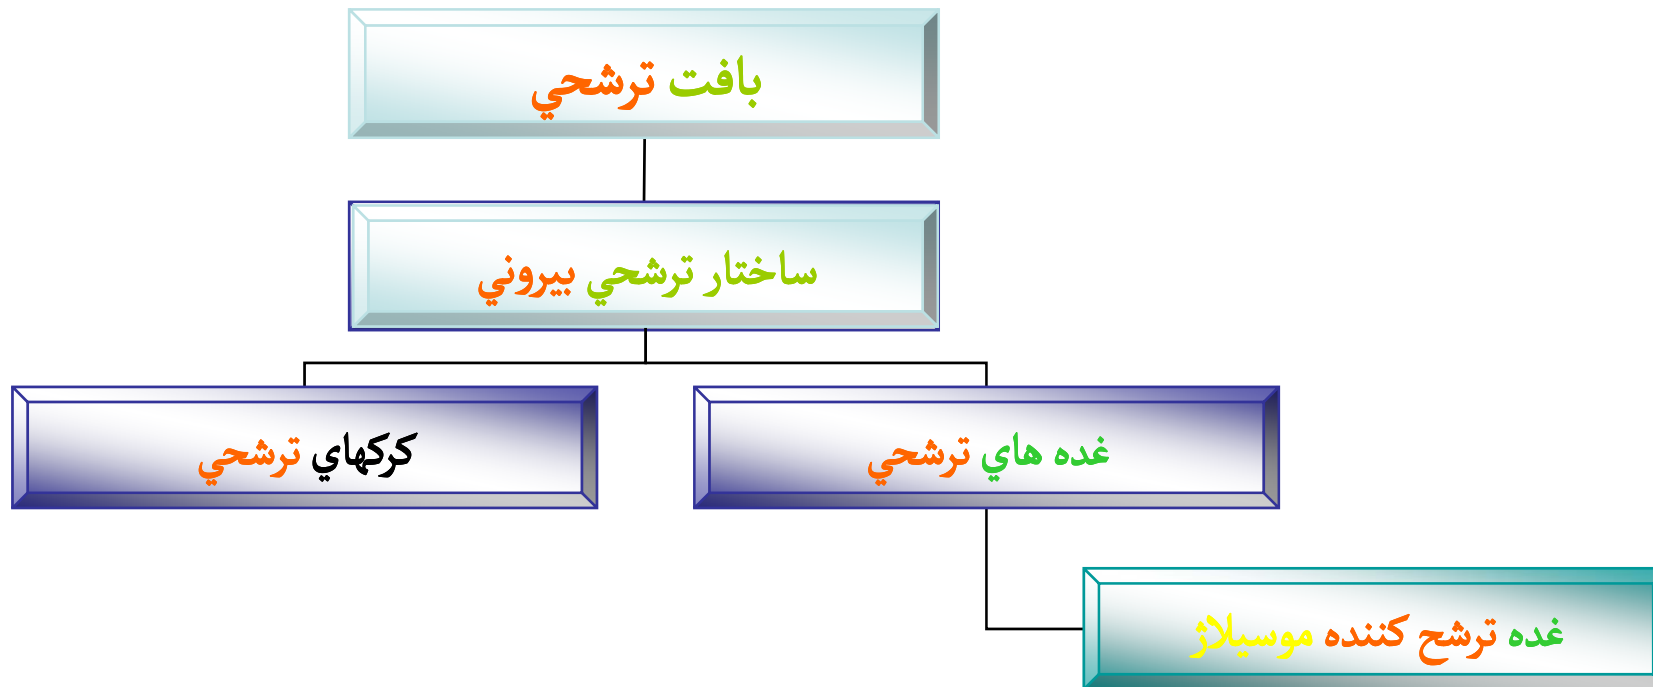 بافت ترشحي
ساختار ترشحي بيروني
غده هاي ترشحي
كركهاي ترشحي
غده ترشح كننده موسيلاژ